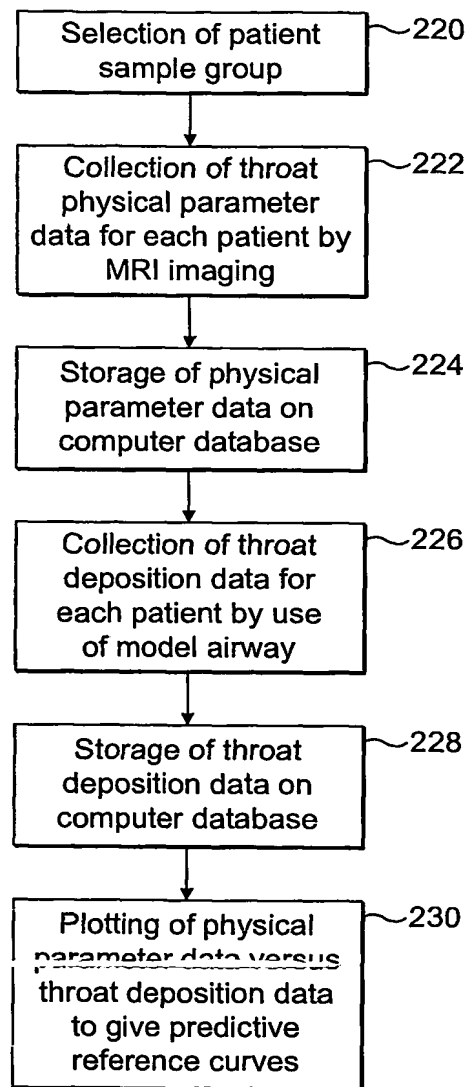 Selection of patient
sample group
220
Collection of throat
physical parameter
data for each patient by
MRI imaging
222
Storage of physical
parameter data on
computer database
224
Collection of throat
deposition data for
each patient by use
of model airway
226
Storage of throat
deposition data on
computer database
228
Plotting of physical
parameter data versus
throat deposition data
to give predictive
reference curves
230